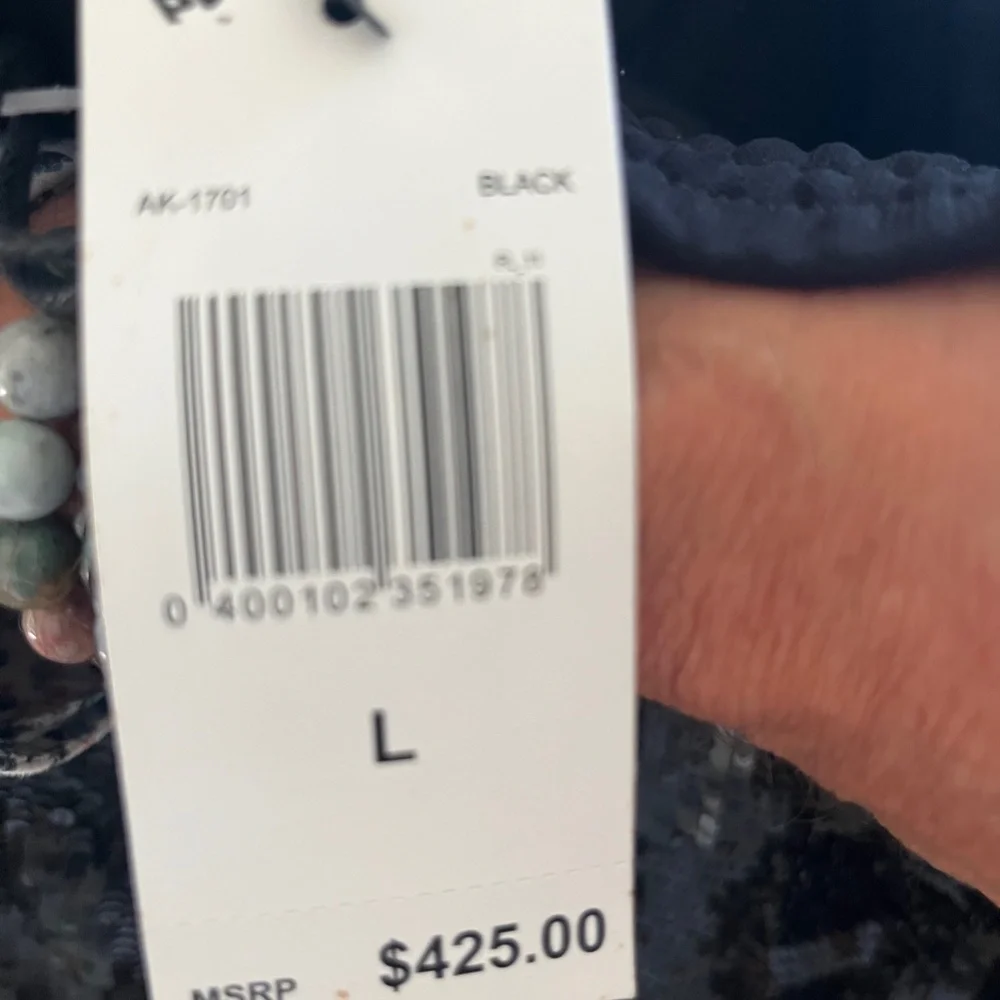 AK-1701 BLACK
0 400102 351978
L
MSRP $425.00